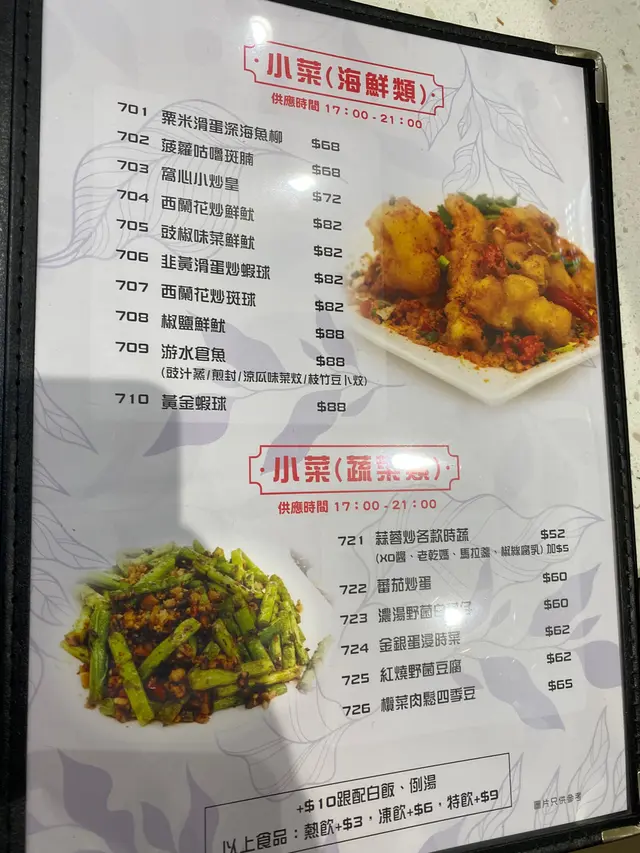 小菜(海鮮類)
供應時間 17:00-21:00
701 粟米滑蛋深海魚柳 $68
702 菠蘿咕嚕斑腩 $68
703 窩心小炒皇 $72
704 西蘭花炒鮮魷 $82
705 豉椒味菜鮮魷 $82
706 韭黃滑蛋炒蝦球 $82
707 西蘭花炒斑球 $82
708 椒鹽鮮魷 $88
709 游水倉魚 $88
(豉汁蒸/煎封/涼瓜味菜炆/枝竹豆卜炆)
710 黃金蝦球 $88
小菜(蔬菜類)
供應時間 17:00-21:00
721 蒜蓉炒各款時蔬 $52
(XO醬、老乾媽、馬拉盞、椒絲腐乳) 加$5
722 蕃茄炒蛋 $60
723 濃湯野菌 $60
724 金銀蛋浸時菜 $62
725 紅燒野菌豆腐 $62
726 欖菜肉鬆四季豆 $65
+$10跟配白飯、例湯
以上食品：熱飲+$3，凍飲+$6，特飲+$9
圖片只供參考